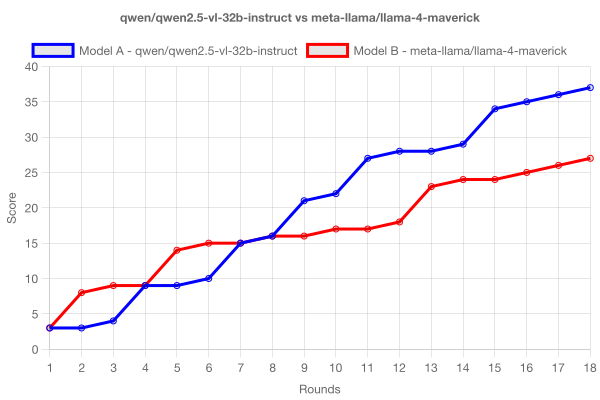 qwen/qwen2.5-vl-32b-instruct vs meta-llama/llama-4-maverick
Model A - qwen/qwen2.5-vl-32b-instruct Model B - meta-llama/llama-4-maverick
40
35
30
25
20
15
10
5
0
Score
1 2 3 4 5 6 7 8 9 10 11 12 13 14 15 16 17 18
Rounds